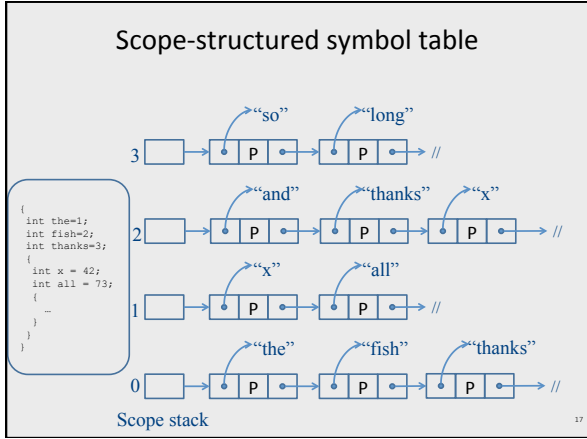 Scope-structured symbol table
“so” “long”
3 P P //
“and” “thanks” “x”
2 P P P //
{
int the=1;
int fish=2;
int thanks=3;
{
int x = 42;
int all = 73;
{
…
}
}
}
“x” “all”
1 P P //
“the” “fish” “thanks”
0 P P P //
Scope stack
17